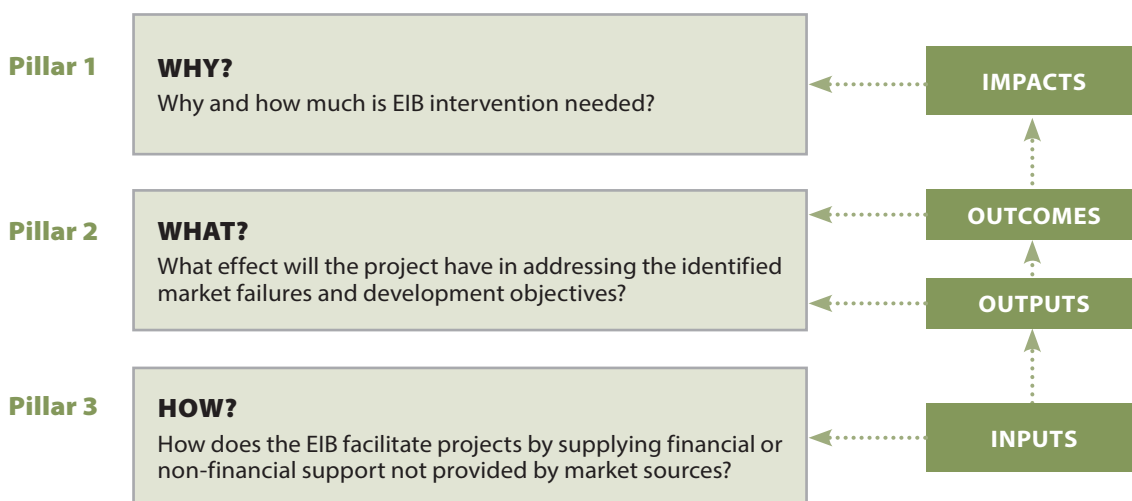 Pillar 1
WHY?
Why and how much is EIB intervention needed?
IMPACTS
Pillar 2
WHAT?
What effect will the project have in addressing the identified
market failures and development objectives?
OUTCOMES
OUTPUTS
Pillar 3
HOW?
How does the EIB facilitate projects by supplying financial or
non-financial support not provided by market sources?
INPUTS